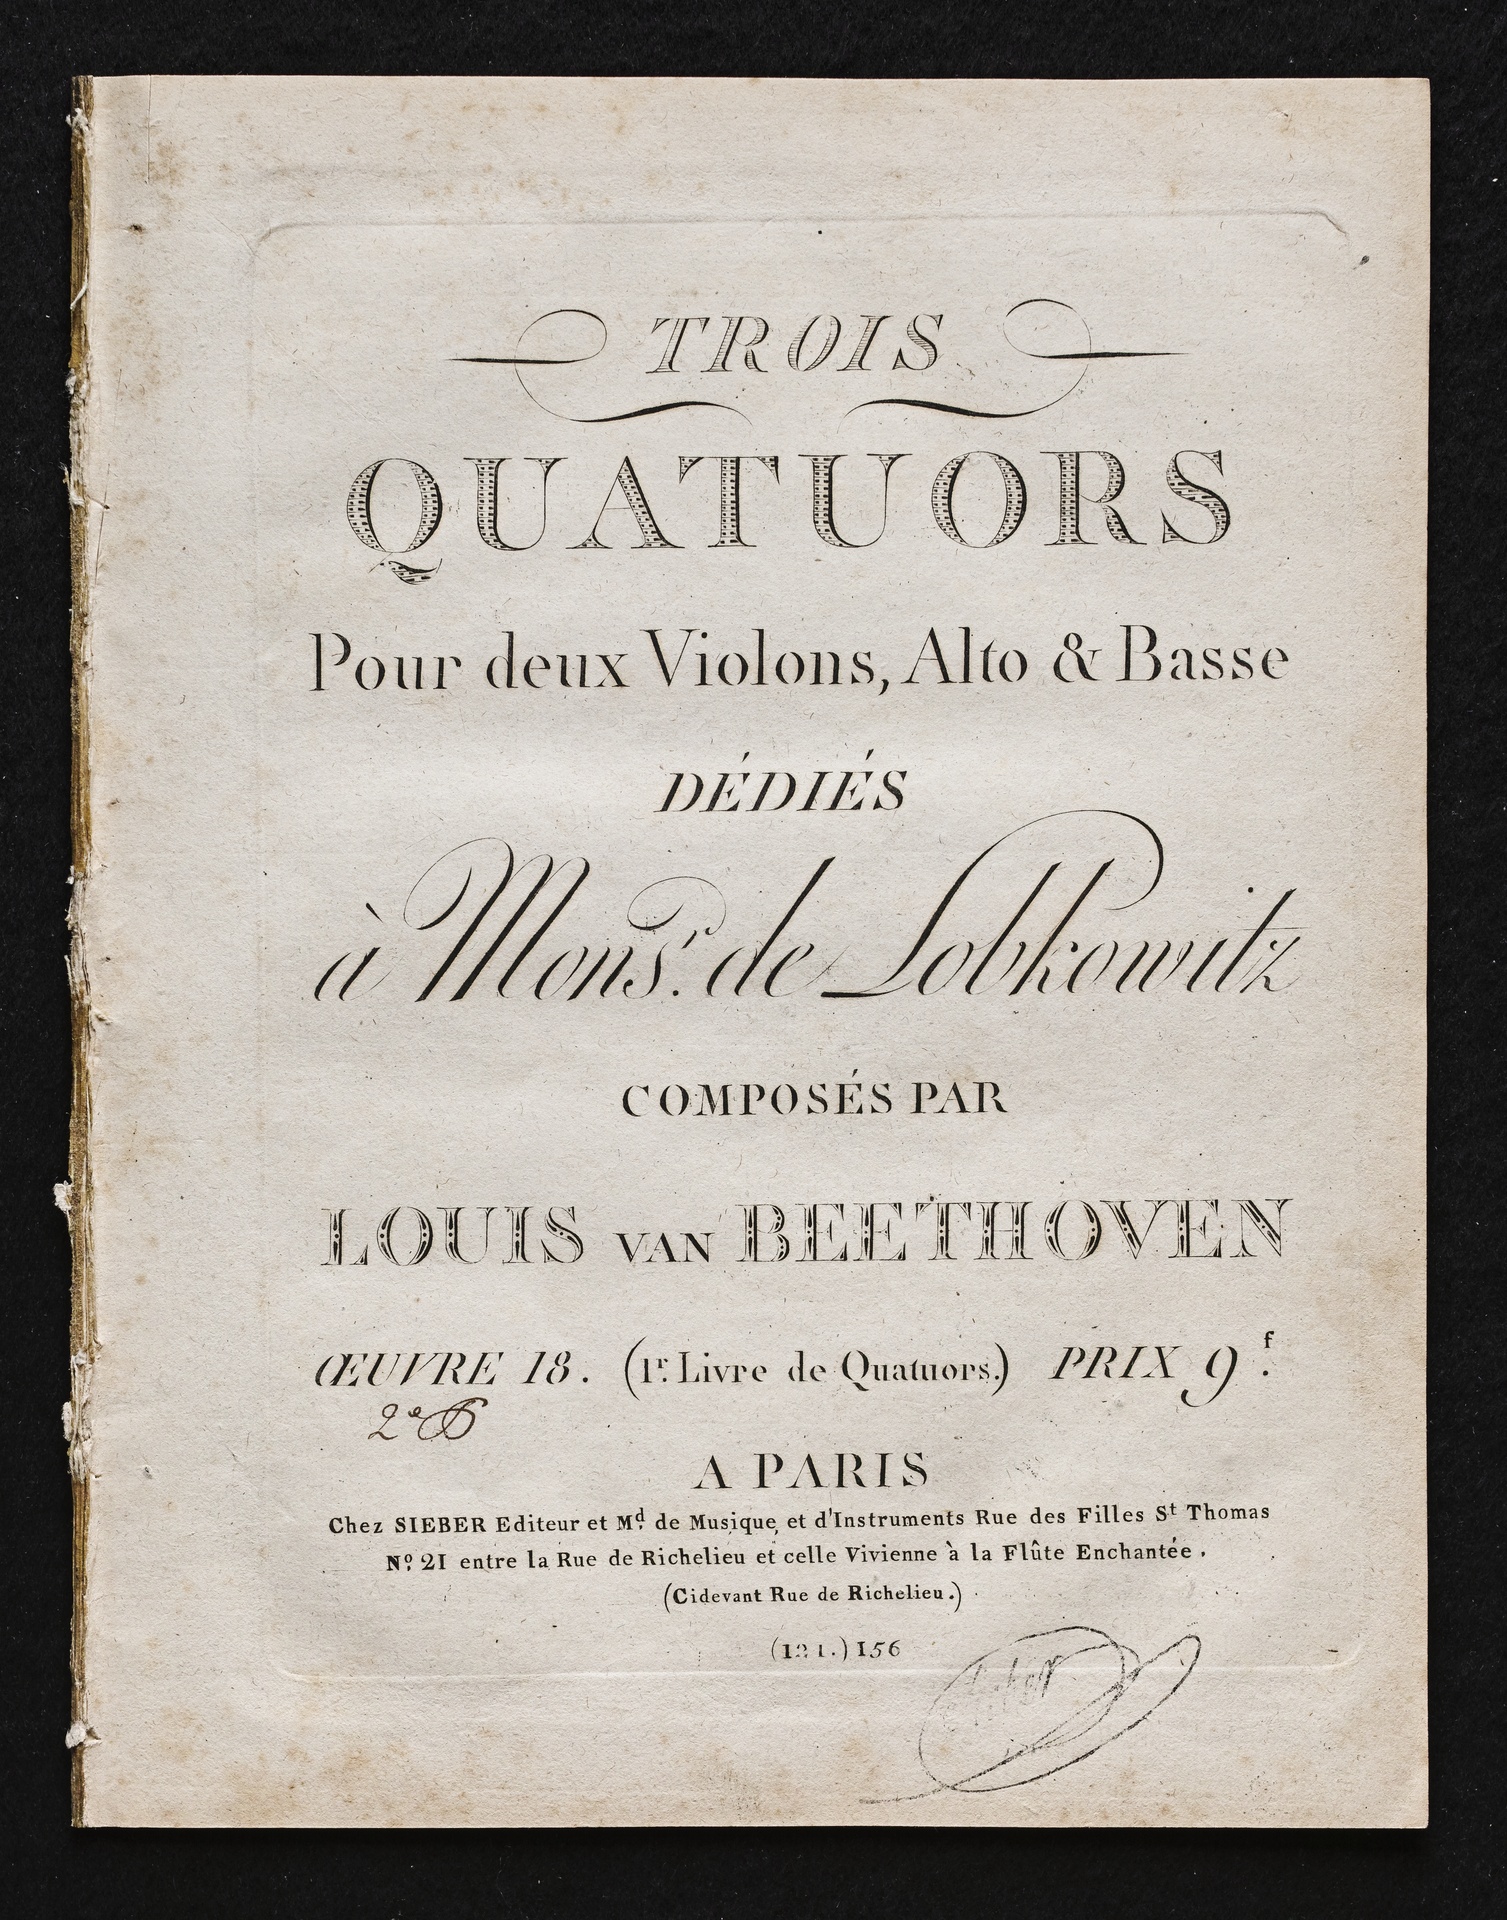 TROIS
QUATUORS
Pour deux Violons, Alto & Basse
DÉDIÉS
à Monsr. de Lobkowitz
COMPOSÉS PAR
LOUIS VAN BEETHOVEN
ŒUVRE 18. (1r. Livre de Quatuors.) PRIX 9f.
2e
A PARIS
Chez SIEBER Editeur et Md. de Musique, et d'Instruments Rue des Filles St Thomas
No. 21 entre la Rue de Richelieu et celle Vivienne à la Flûte Enchantée.
(Cidevant Rue de Richelieu.)
(121.) 156